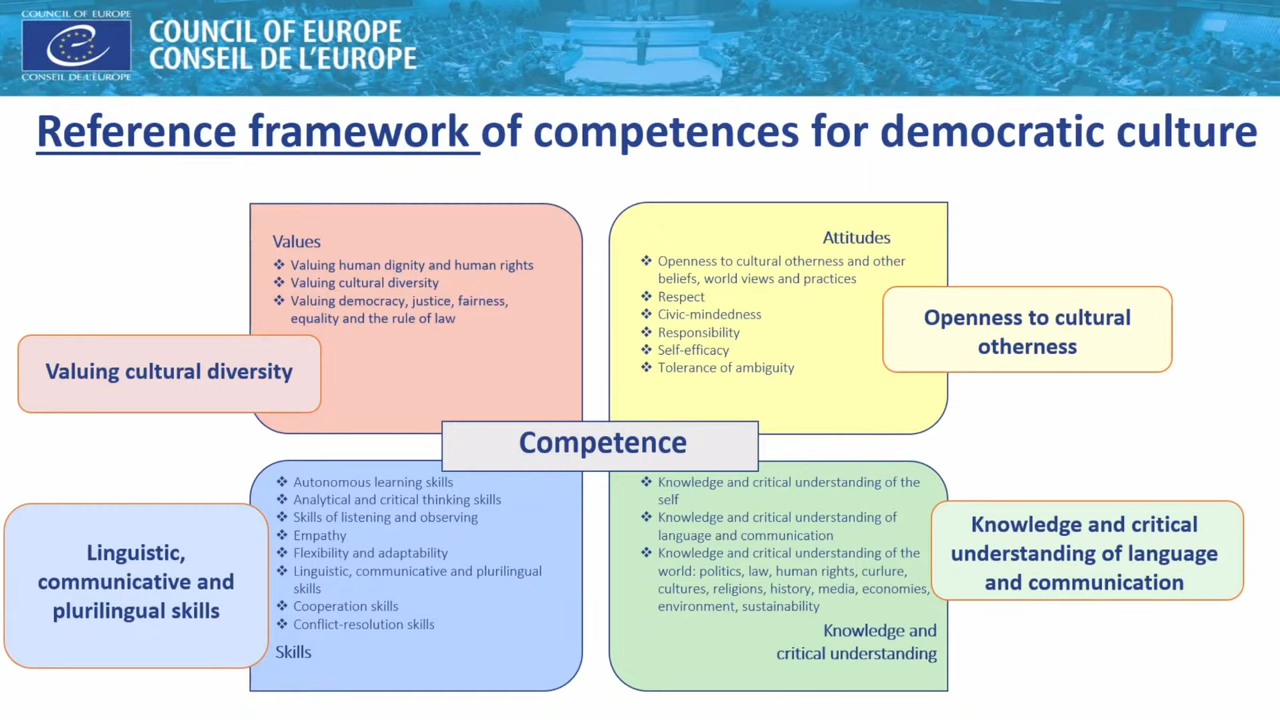 COUNCIL OF EUROPE
CONSEIL DE L'EUROPE
COUNCIL OF EUROPE
CONSEIL DE L'EUROPE
Reference framework of competences for democratic culture
Values
❖ Valuing human dignity and human rights
❖ Valuing cultural diversity
❖ Valuing democracy, justice, fairness,
equality and the rule of law
Valuing cultural diversity
Attitudes
❖ Openness to cultural otherness and other
beliefs, world views and practices
❖ Respect
❖ Civic-mindedness
❖ Responsibility
❖ Self-efficacy
❖ Tolerance of ambiguity
Openness to cultural
otherness
Competence
❖ Autonomous learning skills
❖ Analytical and critical thinking skills
❖ Skills of listening and observing
❖ Empathy
❖ Flexibility and adaptability
❖ Linguistic, communicative and plurilingual
skills
❖ Cooperation skills
❖ Conflict-resolution skills
Skills
Linguistic,
communicative and
plurilingual skills
❖ Knowledge and critical understanding of the
self
❖ Knowledge and critical understanding of
language and communication
❖ Knowledge and critical understanding of the
world: politics, law, human rights, curlure,
cultures, religions, history, media, economies,
environment, sustainability
Knowledge and
critical understanding
Knowledge and critical
understanding of language
and communication